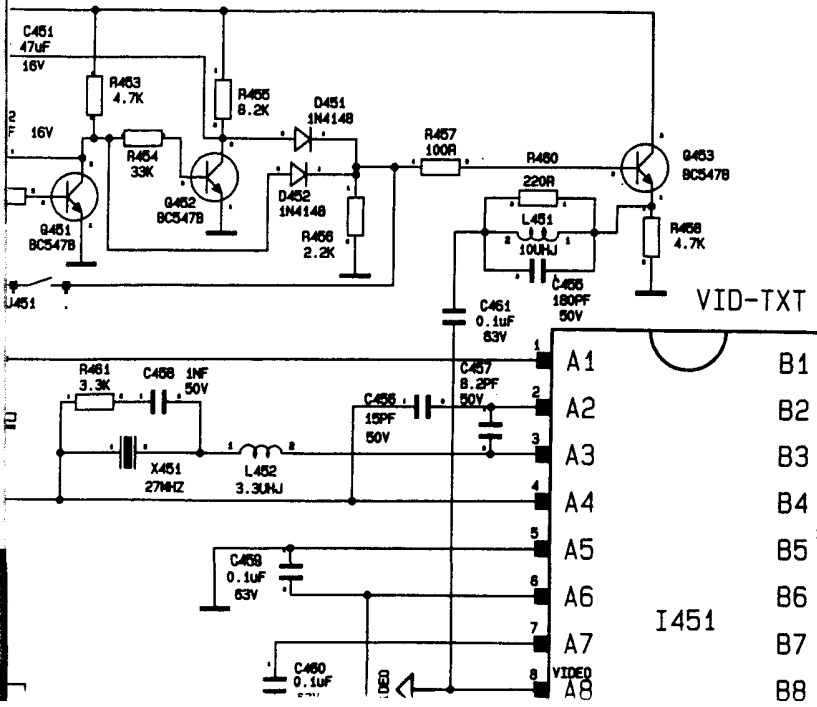 C451
47uF
16V
R453
4.7K
R455
8.2K
D451
1N4148
2
F 16V
R454
33K
Q452
BC547B
D452
1N4148
R457
100R
R460
220R
Q453
BC547B
Q451
BC547B
R456
2.2K
L451
10UHJ
R458
4.7K
C455
180PF
50V
J451
C461
0.1uF
63V
VID-TXT
R461
3.3K
C458 1NF
50V
C456
15PF
50V
C457
8.2PF
50V
X451
27MHZ
L452
3.3UHJ
1 A1 B1
2 A2 B2
3 A3 B3
4 A4 B4
5 A5 B5
6 A6 B6
7 A7 B7
8 A8 B8
I451
C459
0.1uF
63V
C460
0.1uF
VIDEO